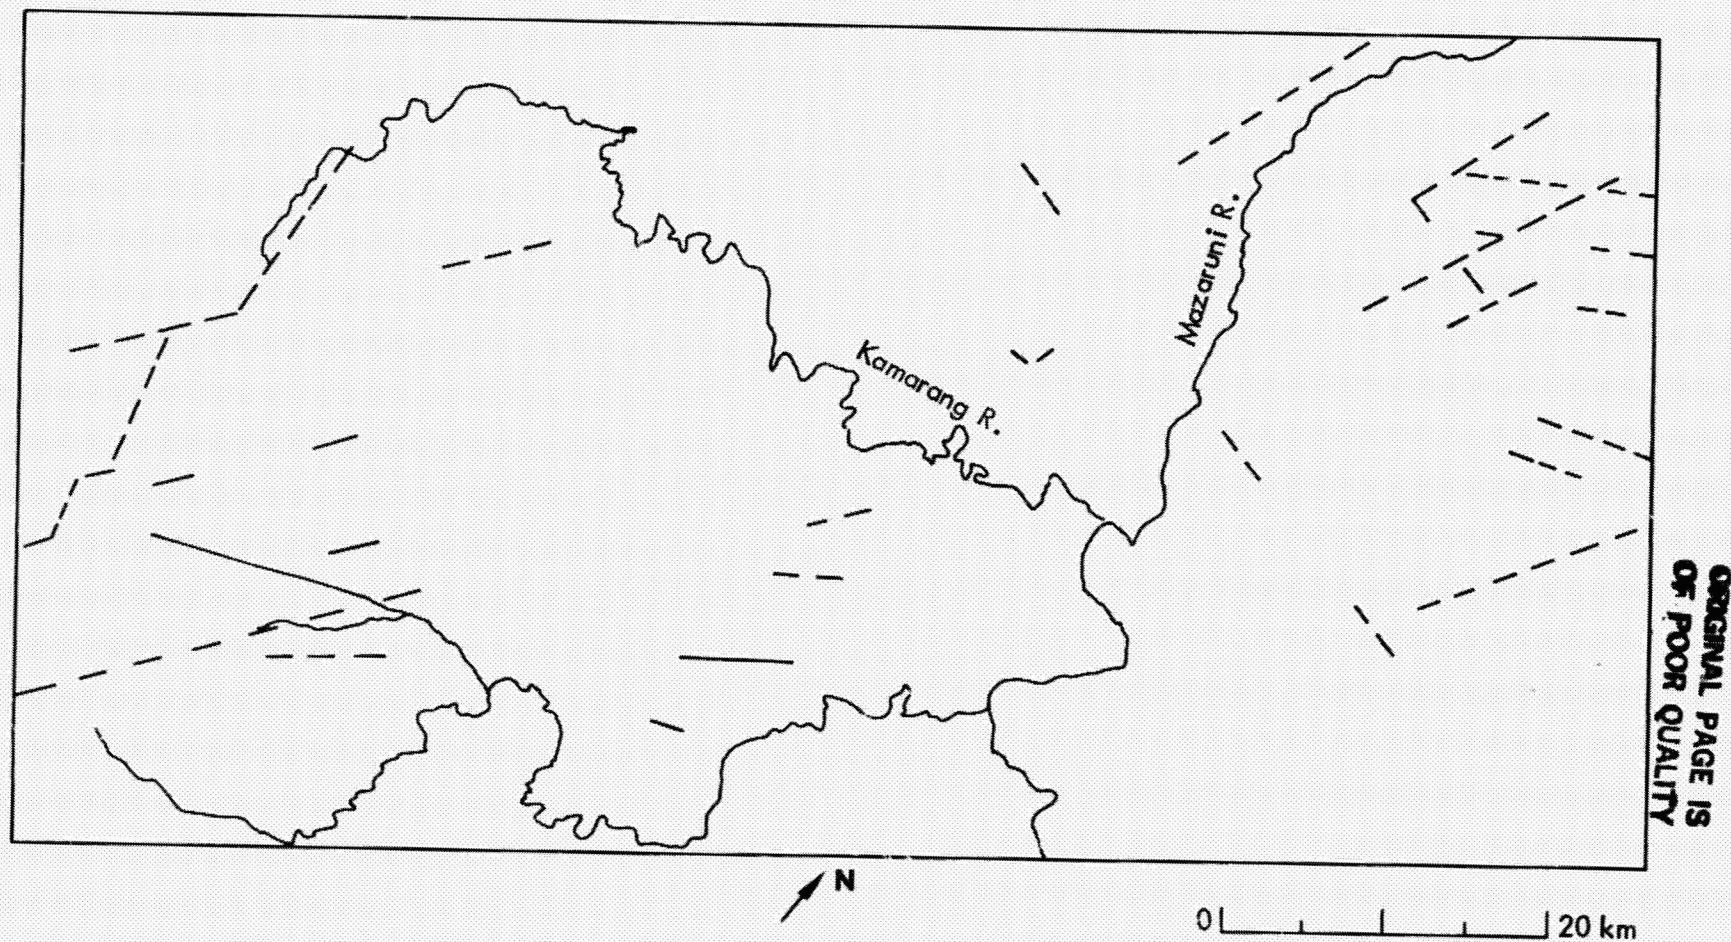 Mazaruni R.
Kamarang R.
ORIGINAL PAGE IS
OF POOR QUALITY
N
0
20 km